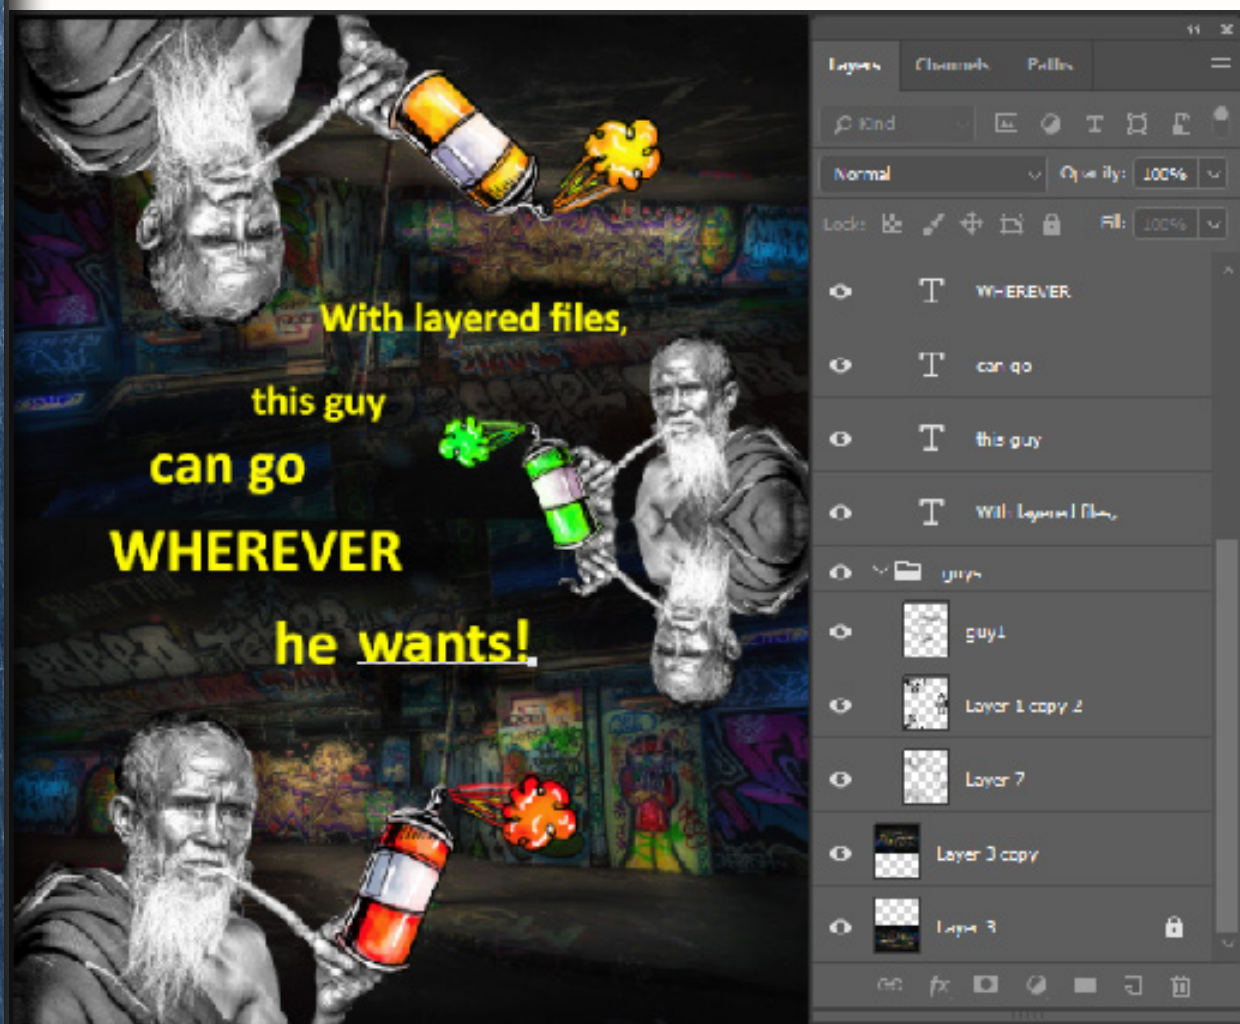 With layered files,
this guy
can go
WHEREVER
he wants!
Layers
Channels
Paths
Kind
Normal
Opacity:
100%
Lock:
Fill:
100%
WHEREVER
can go
this guy
With layered files,
guys
guy1
Layer 1 copy 2
Layer 7
Layer 3 copy
Layer 3
fx